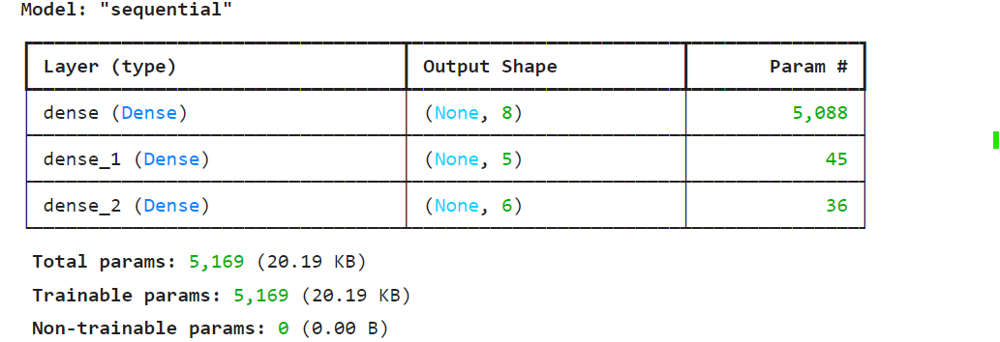 Model: "sequential"
Layer (type) Output Shape Param #
dense (Dense) (None, 8) 5,088
dense_1 (Dense) (None, 5) 45
dense_2 (Dense) (None, 6) 36
Total params: 5,169 (20.19 KB)
Trainable params: 5,169 (20.19 KB)
Non-trainable params: 0 (0.00 B)